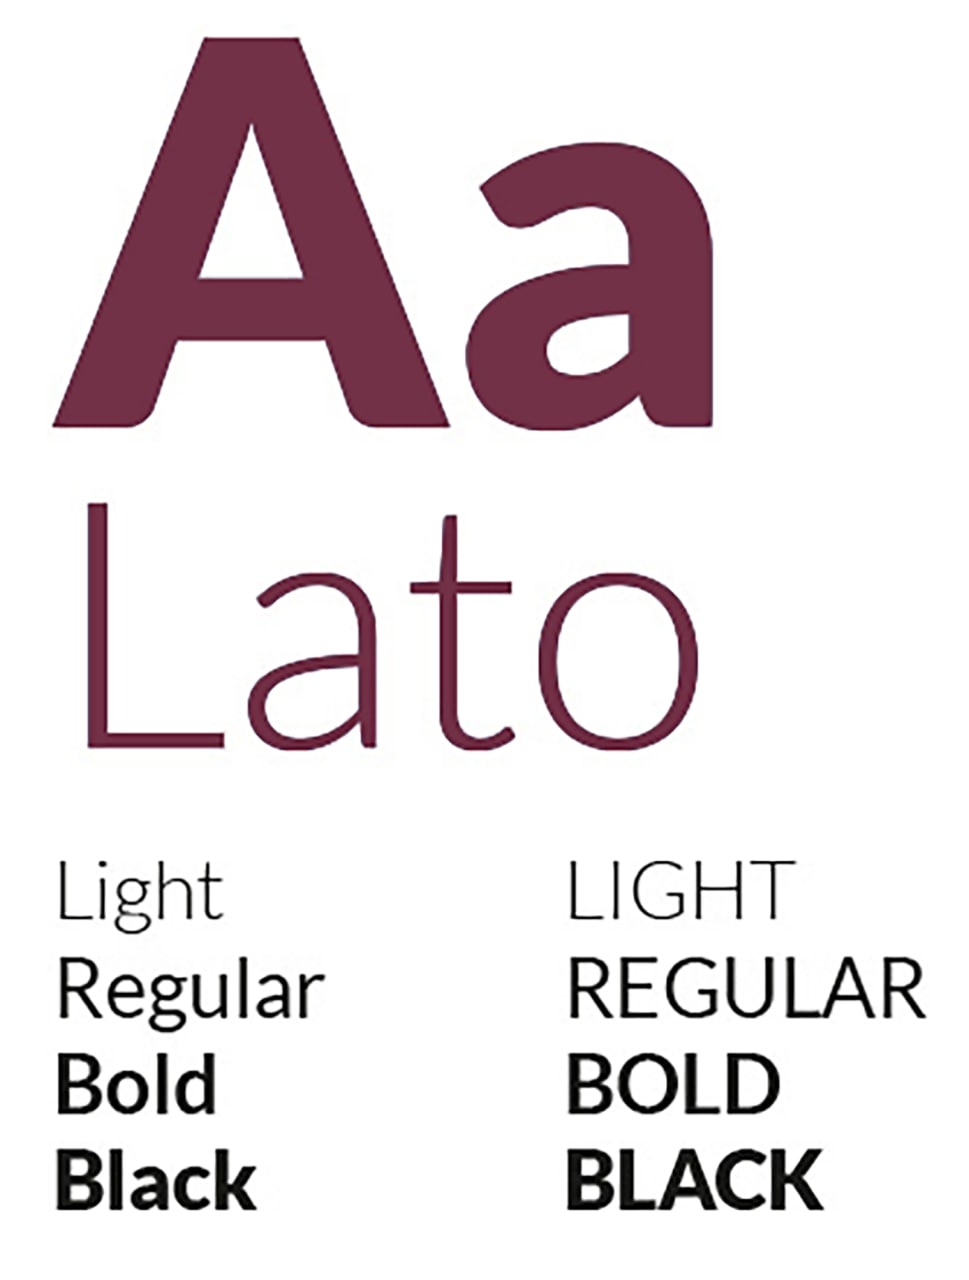 Aa
Lato
Light LIGHT
Regular REGULAR
Bold BOLD
Black BLACK